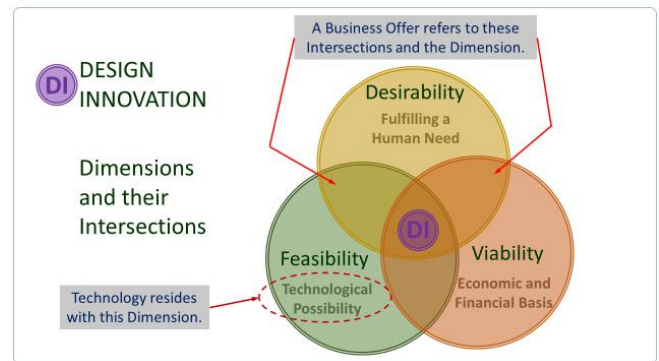 A Business Offer refers to these
Intersections and the Dimension.
DI
DESIGN
INNOVATION
Desirability
Fulfilling a
Human Need
Dimensions
and their
Intersections
DI
Feasibility
Technological
Possibility
Viability
Economic and
Financial Basis
Technology resides
with this Dimension.